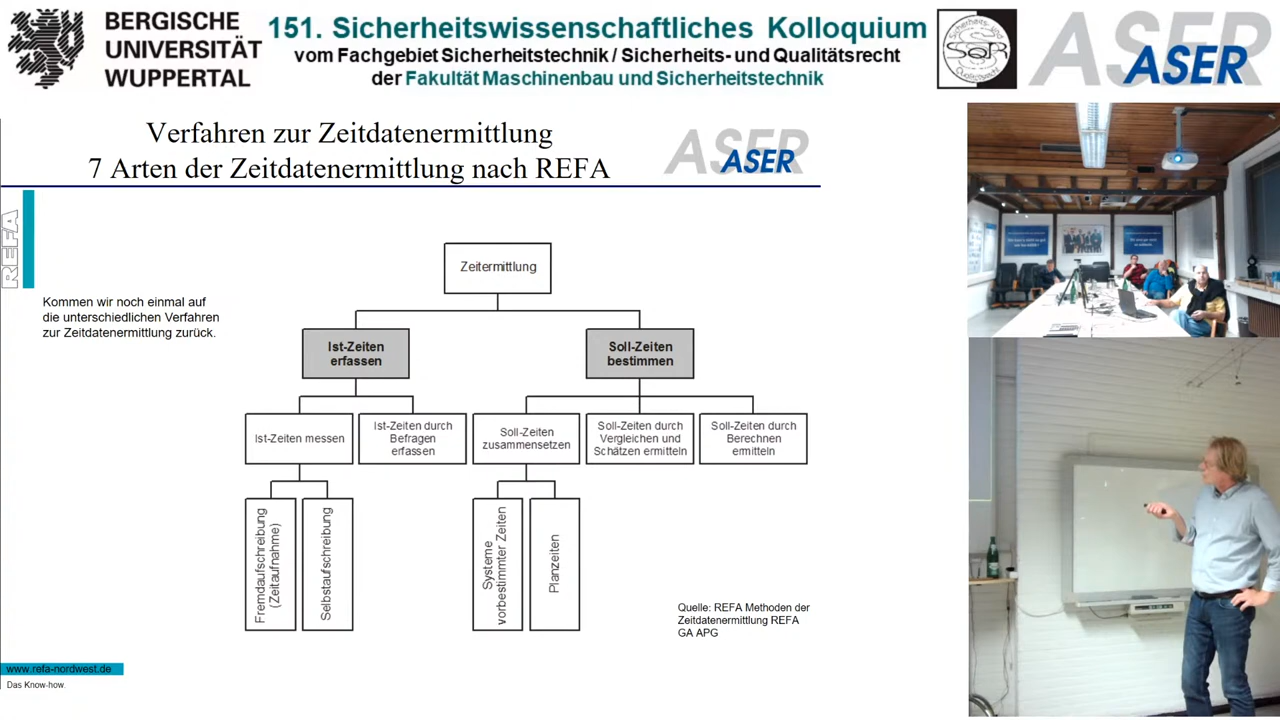 BERGISCHE
UNIVERSITÄT
WUPPERTAL
151. Sicherheitswissenschaftliches Kolloquium
vom Fachgebiet Sicherheitstechnik / Sicherheits- und Qualitätsrecht
der Fakultät Maschinenbau und Sicherheitstechnik
SQR
ASER
ASER
Verfahren zur Zeitdatenermittlung
7 Arten der Zeitdatenermittlung nach REFA
ASER
ASER
REFA
Kommen wir noch einmal auf
die unterschiedlichen Verfahren
zur Zeitdatenermittlung zurück.
Zeitermittlung
Ist-Zeiten
erfassen
Soll-Zeiten
bestimmen
Ist-Zeiten messen
Ist-Zeiten durch
Befragen
erfassen
Soll-Zeiten
zusammensetzen
Soll-Zeiten durch
Vergleichen und
Schätzen ermitteln
Soll-Zeiten durch
Berechnen
ermitteln
Fremdaufschreibung
(Zeitaufnahme)
Selbstaufschreibung
Systeme
vorbestimmter Zeiten
Planzeiten
Quelle: REFA Methoden der
Zeitdatenermittlung REFA
GA APG
www.refa-nordwest.de
Das Know-how.